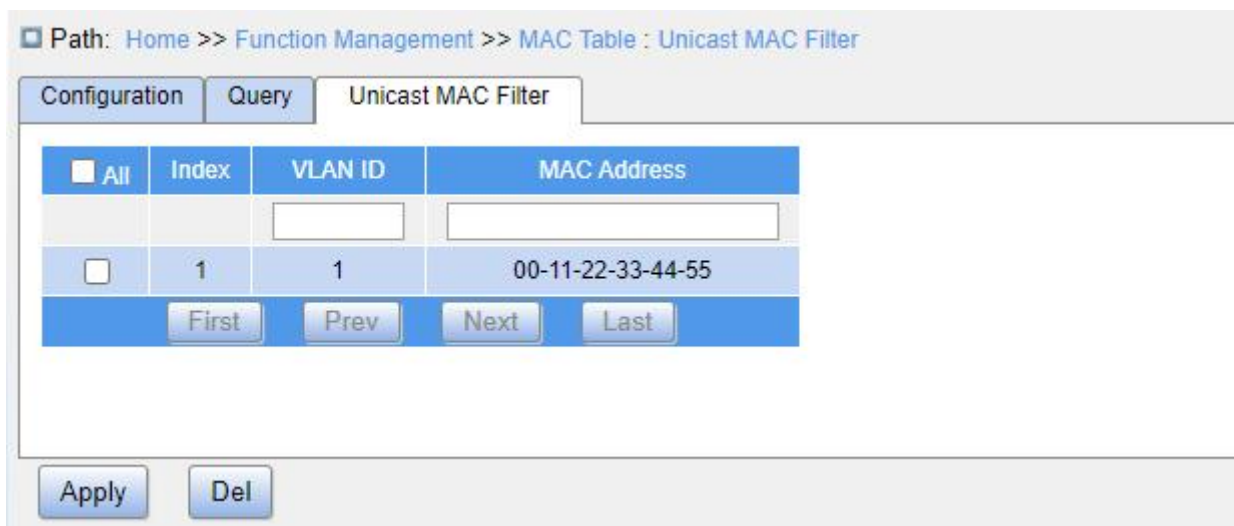 Path: Home >> Function Management >> MAC Table : Unicast MAC Filter
Configuration Query Unicast MAC Filter
All Index VLAN ID MAC Address
1 1 00-11-22-33-44-55
First Prev Next Last
Apply Del